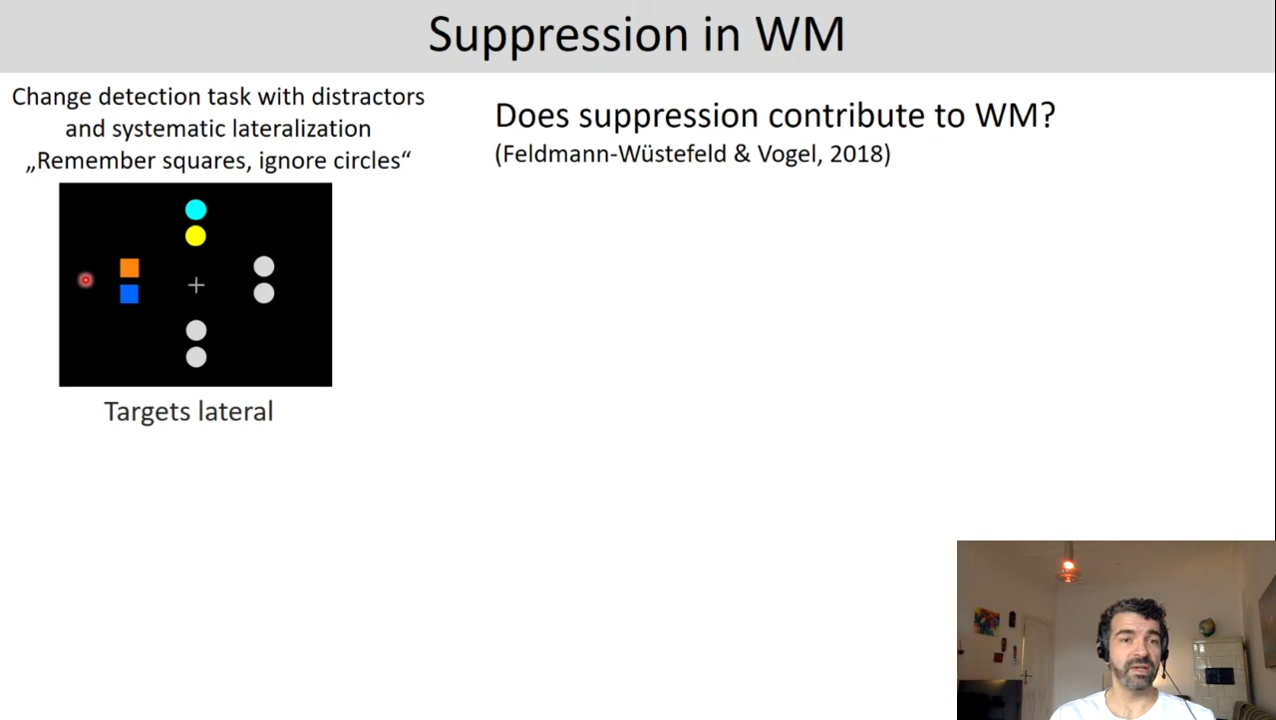 Suppression in WM
Change detection task with distractors
and systematic lateralization
„Remember squares, ignore circles“
Targets lateral
Does suppression contribute to WM?
(Feldmann-Wüstefeld & Vogel, 2018)